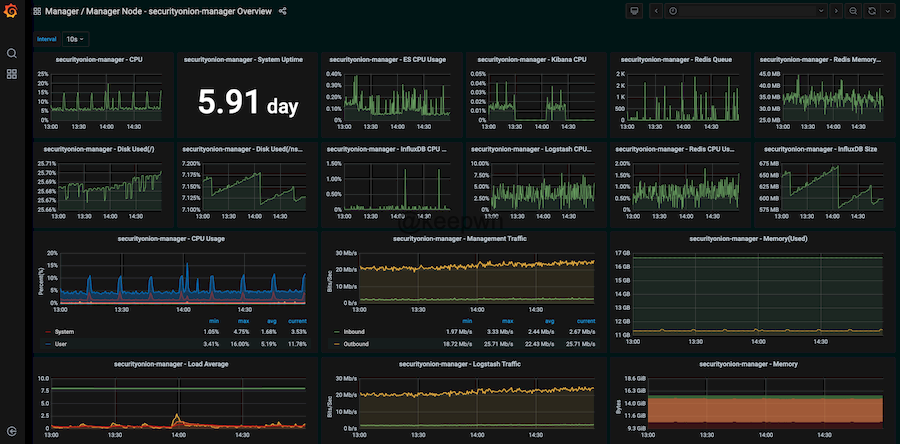 Manager / Manager Node - securityonion-manager Overview
Interval 10s
securityonion-manager - CPU
25%
20%
15%
10%
5%
0%
13:00 13:30 14:00 14:30
securityonion-manager - System Uptime
5.91 day
securityonion-manager - ES CPU Usage
0.40%
0.30%
0.20%
0.10%
0%
13:00 13:30 14:00 14:30
securityonion-manager - Kibana CPU
0.05%
0.04%
0.03%
0.02%
0.01%
0%
13:00 13:30 14:00 14:30
securityonion-manager - Redis Queue
2 K
2 K
1 K
500
0
13:00 13:30 14:00 14:30
securityonion-manager - Redis Memory...
45.0 MB
40.0 MB
35.0 MB
30.0 MB
25.0 MB
13:00 13:30 14:00 14:30
securityonion-manager - Disk Used(/)
25.71%
25.70%
25.69%
25.68%
25.67%
25.66%
13:00 13:30 14:00 14:30
securityonion-manager - Disk Used(/ns...
7.200%
7.175%
7.150%
7.125%
7.100%
13:00 13:30 14:00 14:30
securityonion-manager - InfluxDB CPU ...
1.50%
1.00%
0.50%
0%
13:00 13:30 14:00 14:30
securityonion-manager - Logstash CPU...
10.00%
7.50%
5.00%
2.50%
0%
13:00 13:30 14:00 14:30
securityonion-manager - Redis CPU Us...
2.00%
1.50%
1.00%
0.50%
0%
13:00 13:30 14:00 14:30
securityonion-manager - InfluxDB Size
675 MB
650 MB
625 MB
600 MB
575 MB
13:00 13:30 14:00 14:30
@keepwn
securityonion-manager - CPU Usage
Percent(%)
20%
15%
10%
5%
0%
13:00 13:30 14:00 14:30
min max avg current
System 1.05% 4.75% 1.68% 3.53%
User 3.41% 16.00% 5.19% 11.78%
securityonion-manager - Management Traffic
Bits/Sec
30 Mb/s
20 Mb/s
10 Mb/s
0 b/s
13:00 13:30 14:00 14:30
min max avg current
Inbound 1.97 Mb/s 3.33 Mb/s 2.44 Mb/s 2.67 Mb/s
Outbound 18.72 Mb/s 25.71 Mb/s 22.43 Mb/s 25.71 Mb/s
securityonion-manager - Memory(Used)
17 GB
16 GB
15 GB
14 GB
13 GB
12 GB
11 GB
13:00 13:30 14:00 14:30
securityonion-manager - Load Average
10.0
7.5
5.0
2.5
0
13:00 13:30 14:00 14:30
securityonion-manager - Logstash Traffic
Bits/Sec
30 Mb/s
20 Mb/s
10 Mb/s
0 b/s
13:00 13:30 14:00 14:30
securityonion-manager - Memory
Bytes
18.6 GiB
16.3 GiB
14.0 GiB
11.6 GiB
9.3 GiB
13:00 13:30 14:00 14:30